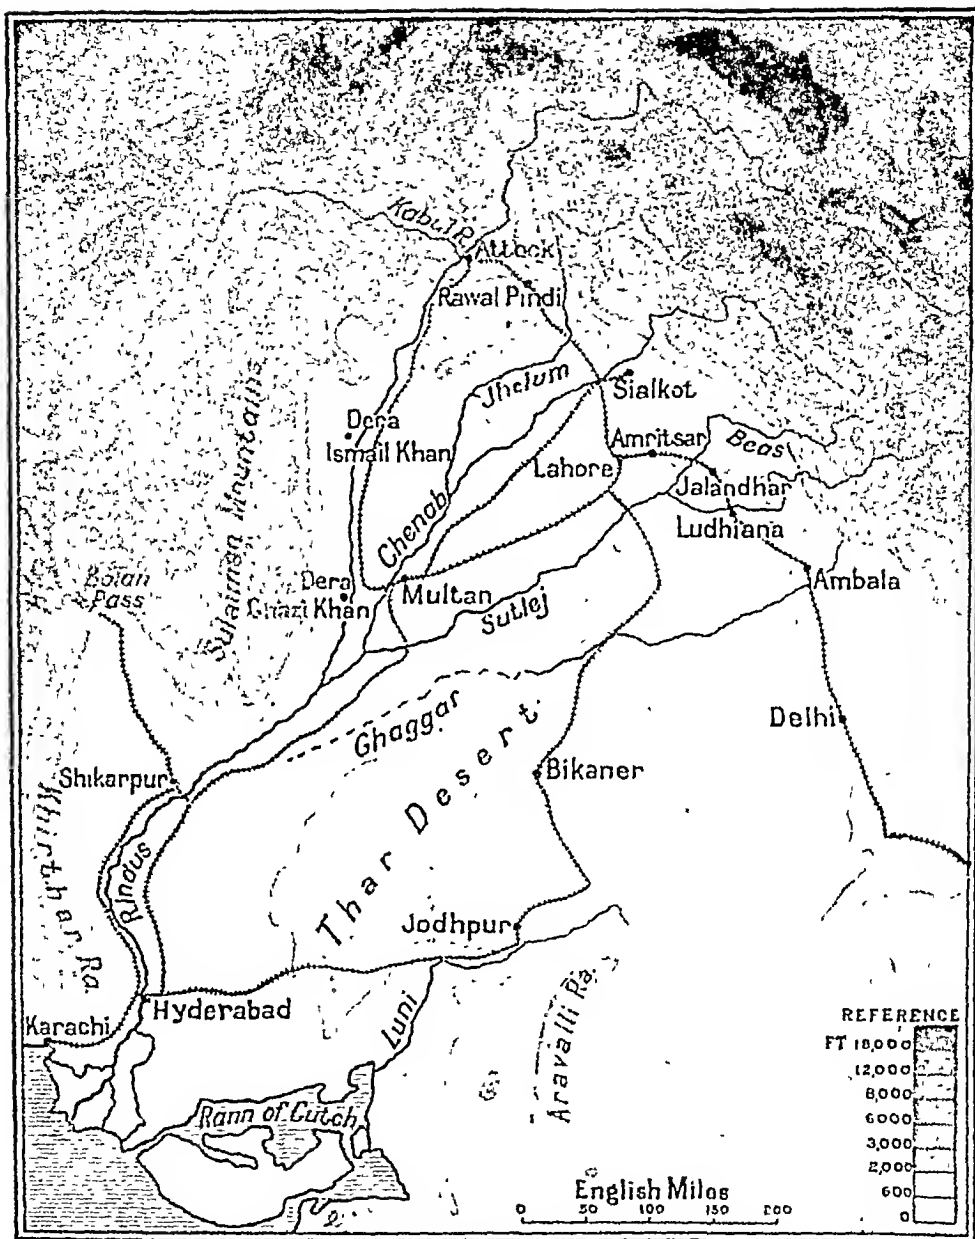 Kabul R.
Attock
Rawal Pindi
Jhelum
Sialkot
Dera
Ismail Khan
Amritsar
Beas
Lahore
Jalandhar
Chenab
Ludhiana
Sulaiman Mountains
Bolan
Pass
Dera
Ghazi Khan
Multan
Sutlej
Ambala
Ghaggar
Delhi
Shikarpur
Bikaner
Thar Desert
Khirthar Ra.
R Indus
Jodhpur
Hyderabad
Karachi
Luni
Aravalli Ra.
Rann of Cutch
REFERENCE
FT 18,000
12,000
8,000
6000
3,000
2,000
600
0
English Miles
0 50 100 150 200